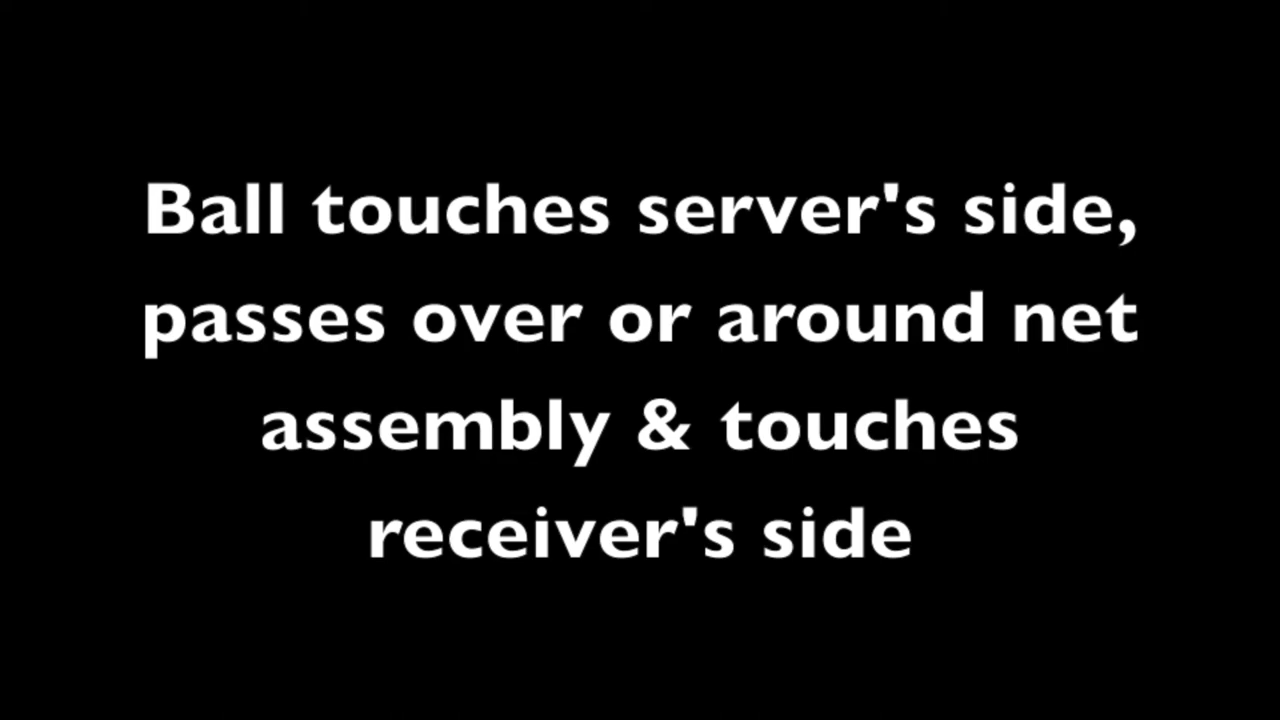 Ball touches server's side,
passes over or around net
assembly & touches
receiver's side